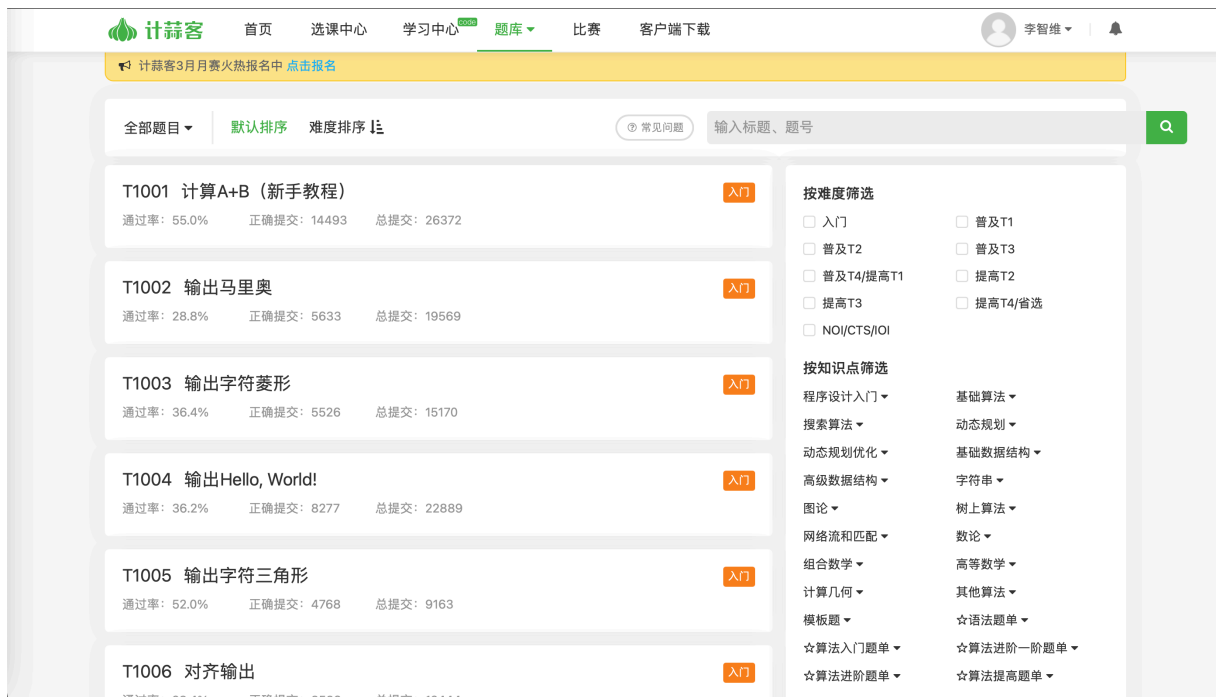 计蒜客 首页 选课中心 学习中心 code 题库 比赛 客户端下载 李智维
计蒜客3月月赛火热报名中 点击报名
全部题目 默认排序 难度排序 常见问题 输入标题、题号
T1001 计算A+B（新手教程） 入门
通过率：55.0% 正确提交：14493 总提交：26372
T1002 输出马里奥 入门
通过率：28.8% 正确提交：5633 总提交：19569
T1003 输出字符菱形 入门
通过率：36.4% 正确提交：5526 总提交：15170
T1004 输出Hello, World! 入门
通过率：36.2% 正确提交：8277 总提交：22889
T1005 输出字符三角形 入门
通过率：52.0% 正确提交：4768 总提交：9163
T1006 对齐输出 入门
按难度筛选
入门 普及T1
普及T2 普及T3
普及T4/提高T1 提高T2
提高T3 提高T4/省选
NOI/CTS/IOI
按知识点筛选
程序设计入门 基础算法
搜索算法 动态规划
动态规划优化 基础数据结构
高级数据结构 字符串
图论 树上算法
网络流和匹配 数论
组合数学 高等数学
计算几何 其他算法
模板题 ☆语法题单
☆算法入门题单 ☆算法进阶一阶题单
☆算法进阶题单 ☆算法提高题单